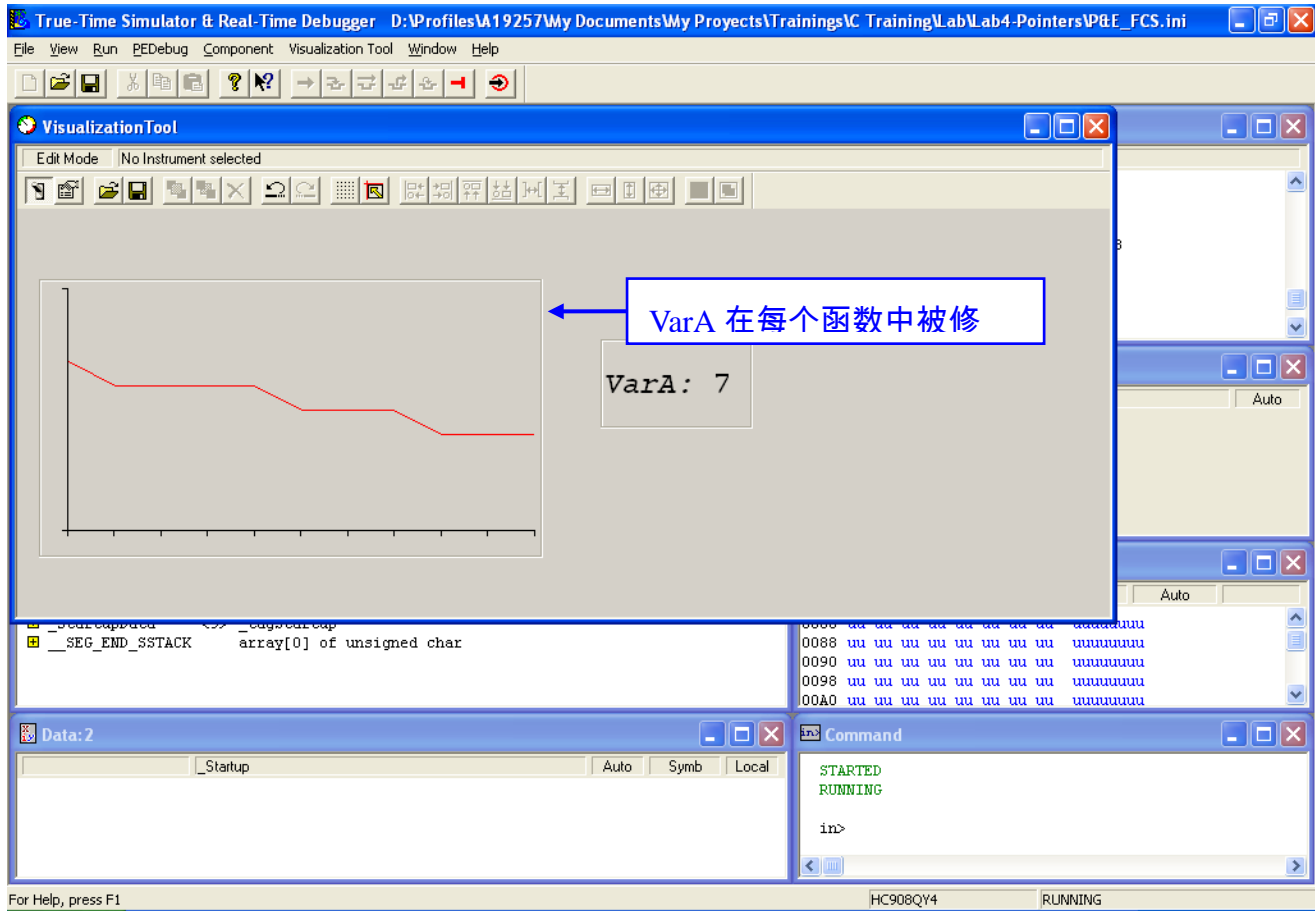 True-Time Simulator & Real-Time Debugger D:\Profiles\A19257\My Documents\My Proyects\Trainings\C Training\Lab\Lab4-Pointers\P&E_FCS.ini
File View Run PEDebug Component Visualization Tool Window Help
VisualizationTool
Edit Mode No Instrument selected
VarA 在每个函数中被修
VarA: 7
Auto
Auto
__SEG_END_SSTACK array[0] of unsigned char
0088 uu uu uu uu uu uu uu uu uuuuuuuu
0090 uu uu uu uu uu uu uu uu uuuuuuuu
0098 uu uu uu uu uu uu uu uu uuuuuuuu
00A0 uu uu uu uu uu uu uu uu uuuuuuuu
Data:2
_Startup Auto Symb Local
Command
STARTED
RUNNING
in>
For Help, press F1
HC908QY4 RUNNING